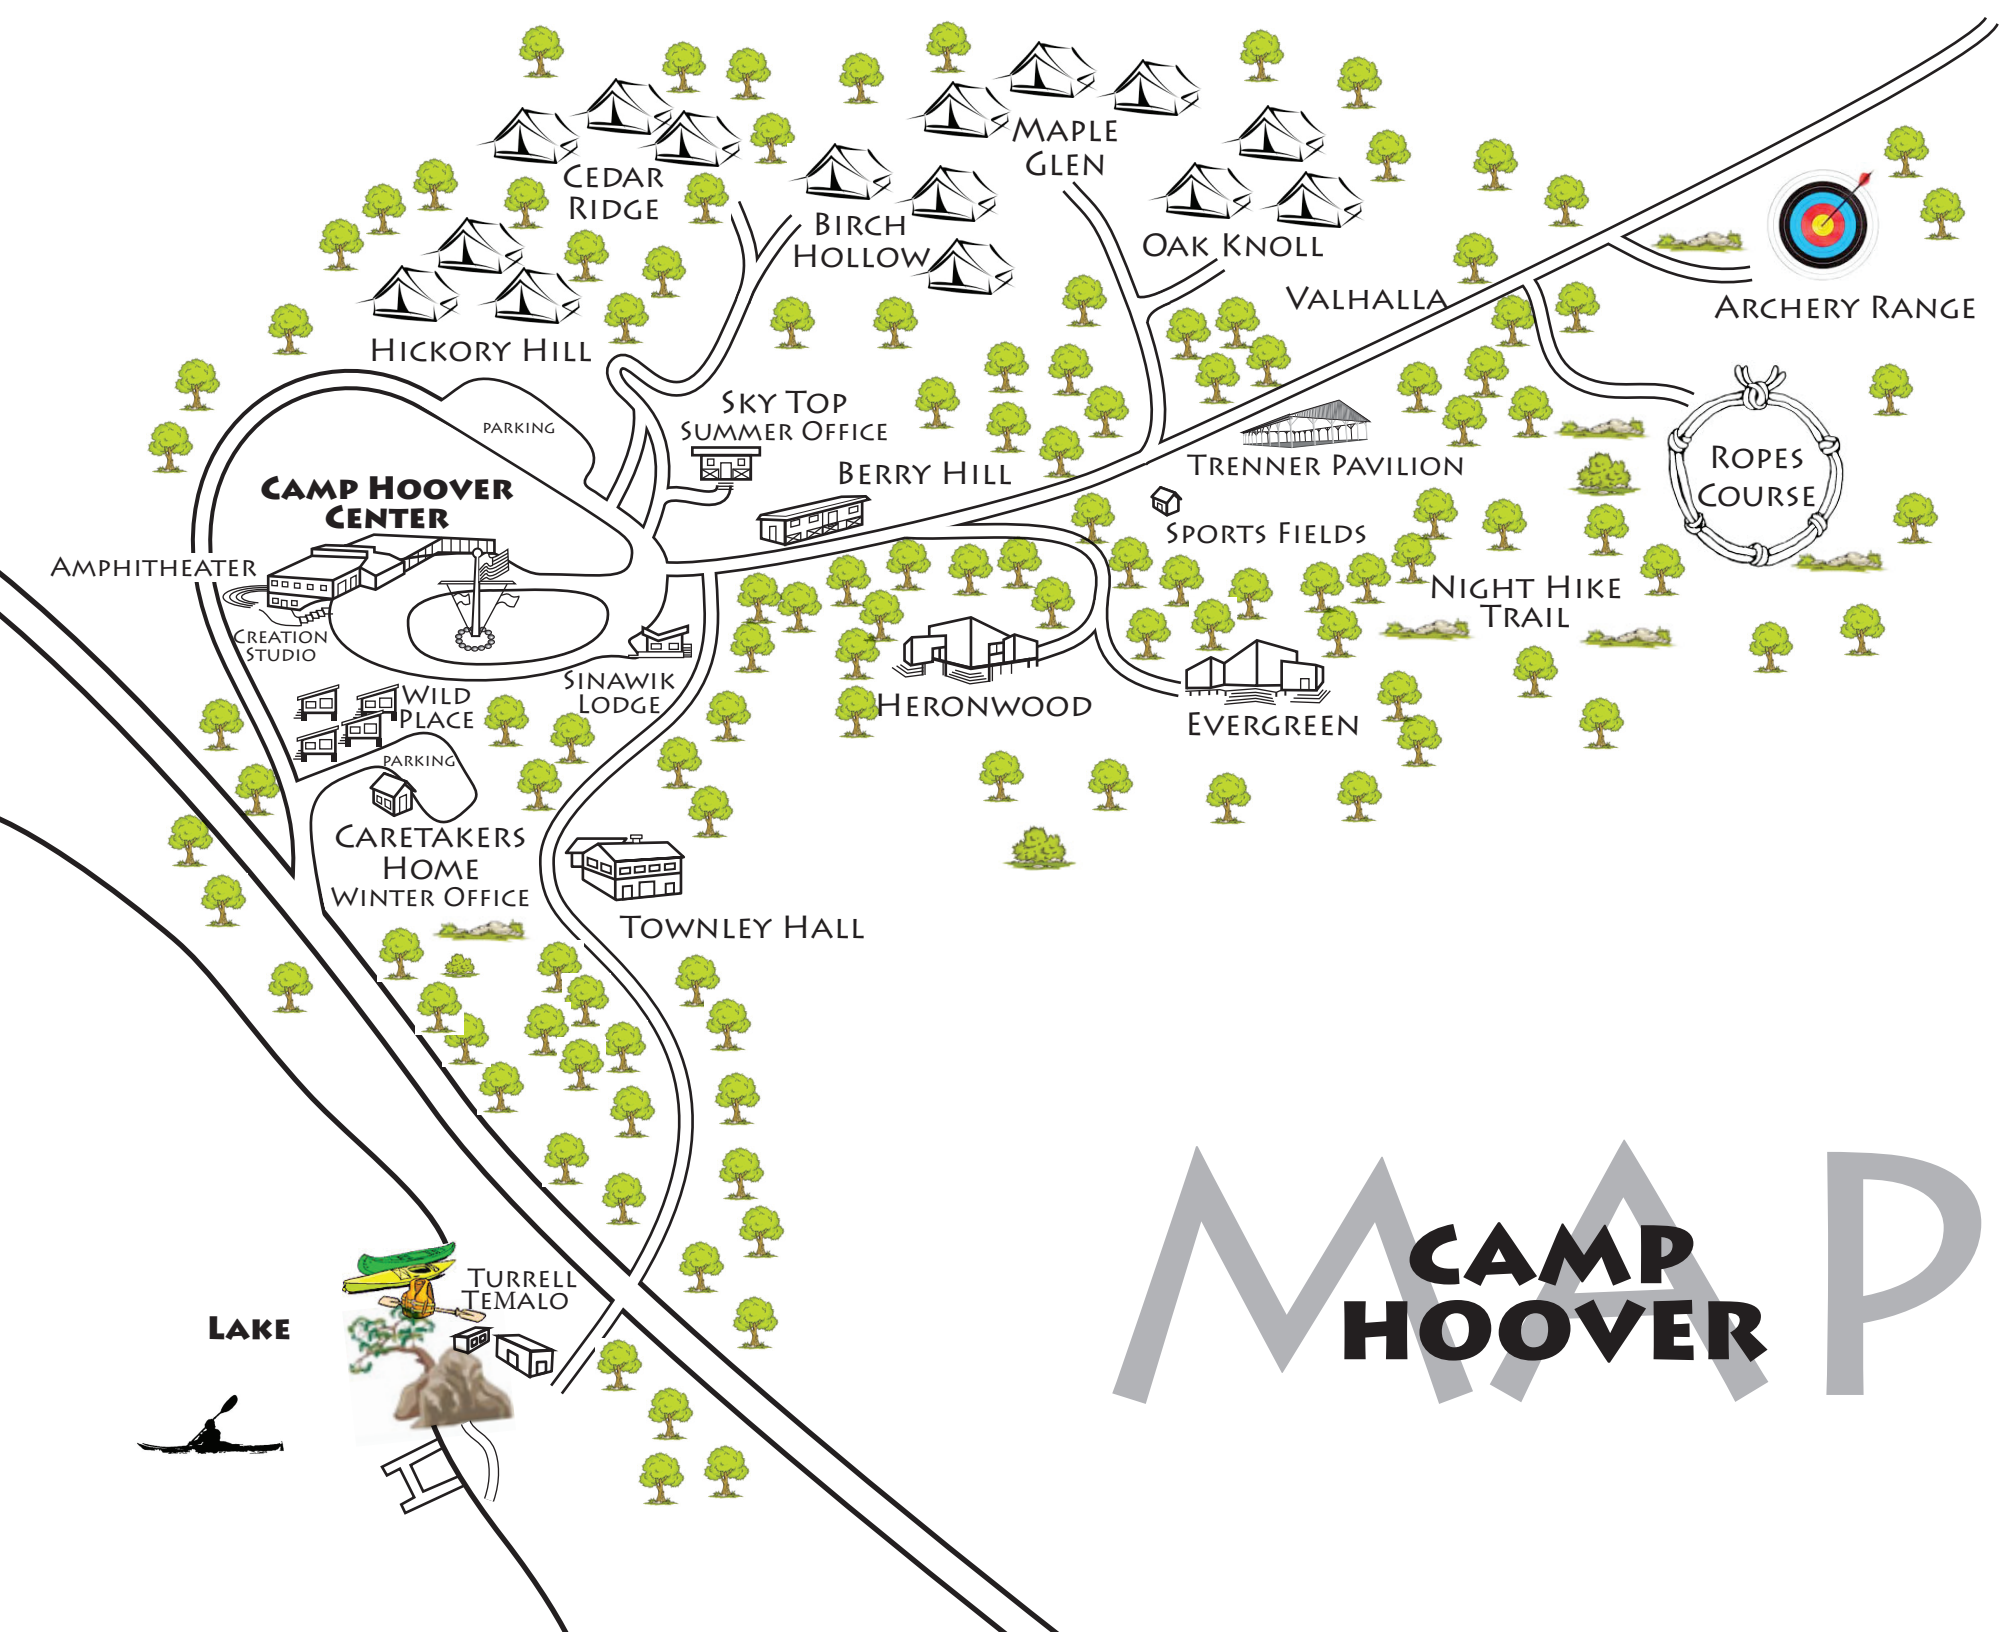 MAPLE
GLEN
CEDAR
RIDGE
BIRCH
HOLLOW
OAK KNOLL
VALHALLA
ARCHERY RANGE
HICKORY HILL
SKY TOP
SUMMER OFFICE
PARKING
BERRY HILL
TRENNER PAVILION
ROPES
COURSE
CAMP HOOVER
CENTER
SPORTS FIELDS
AMPHITHEATER
NIGHT HIKE
TRAIL
CREATION
STUDIO
SINAWIK
LODGE
WILD
PLACE
HERONWOOD
EVERGREEN
PARKING
CARETAKERS
HOME
WINTER OFFICE
TOWNLEY HALL
TURRELL
TEMALO
LAKE
MAP
CAMP
HOOVER